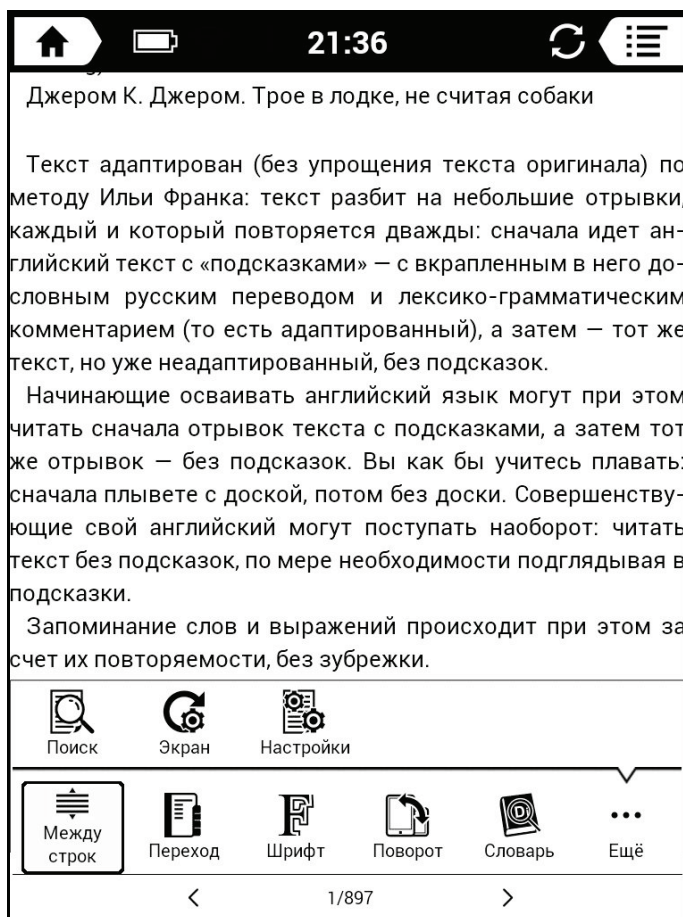 21:36
Джером К. Джером. Трое в лодке, не считая собаки
Текст адаптирован (без упрощения текста оригинала) по
методу Ильи Франка: текст разбит на небольшие отрывки,
каждый и который повторяется дважды: сначала идет ан-
глийский текст с «подсказками» — с вкрапленным в него до-
словным русским переводом и лексико-грамматическим
комментарием (то есть адаптированный), а затем — тот же
текст, но уже неадаптированный, без подсказок.
Начинающие осваивать английский язык могут при этом
читать сначала отрывок текста с подсказками, а затем тот
же отрывок — без подсказок. Вы как бы учитесь плавать:
сначала плывете с доской, потом без доски. Совершенству-
ющие свой английский могут поступать наоборот: читать
текст без подсказок, по мере необходимости подглядывая в
подсказки.
Запоминание слов и выражений происходит при этом за
счет их повторяемости, без зубрежки.
Поиск Экран Настройки
Между
строк Переход Шрифт Поворот Словарь Ещё
1/897